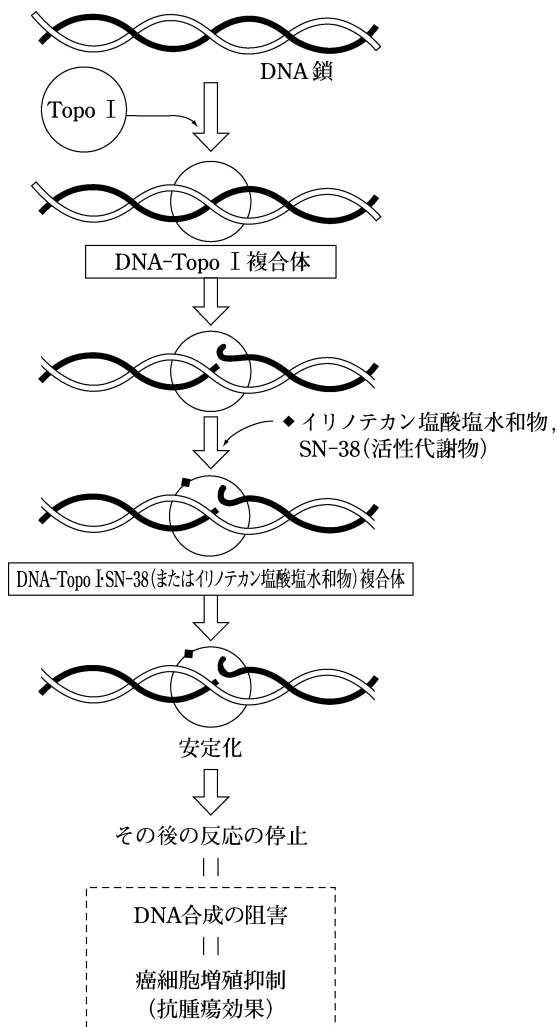 DNA鎖
Topo Ⅰ
DNA-Topo Ⅰ複合体
◆イリノテカン塩酸塩水和物,
SN-38(活性代謝物)
DNA-Topo Ⅰ·SN-38(またはイリノテカン塩酸塩水和物)複合体
安定化
その後の反応の停止
DNA合成の阻害
癌細胞増殖抑制
(抗腫瘍効果)